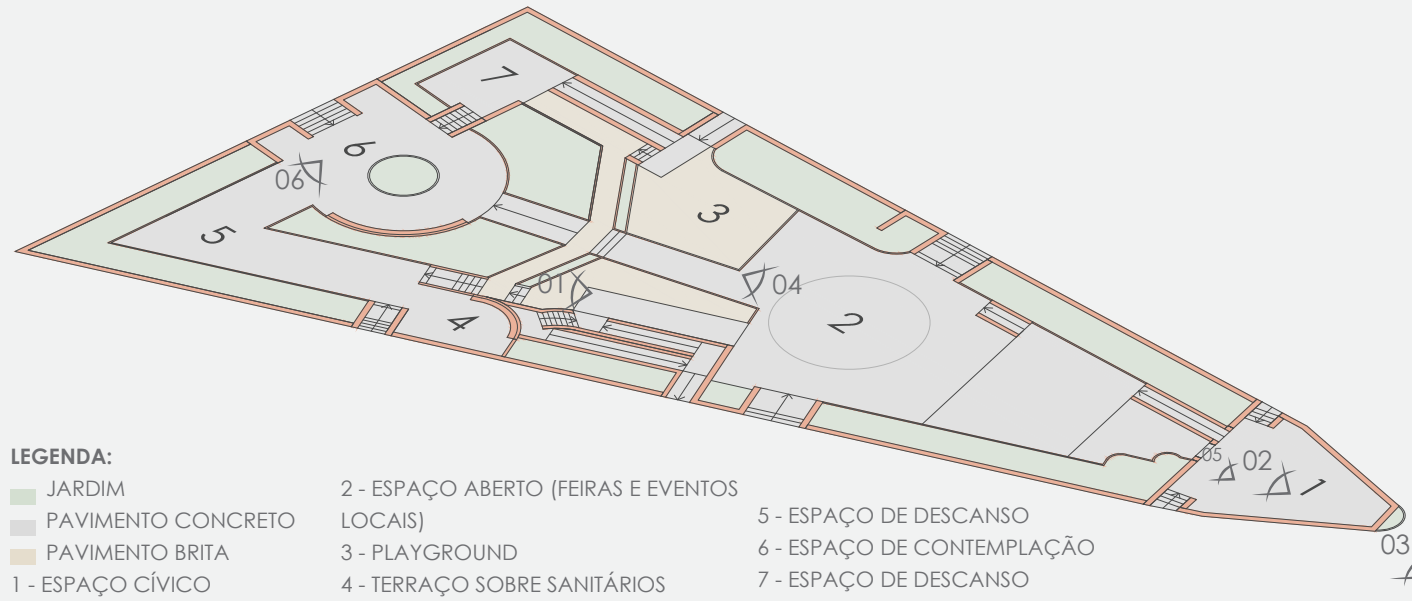 7
6
06
5
3
01
04
4
2
05
02
1
03
LEGENDA:
JARDIM
PAVIMENTO CONCRETO
PAVIMENTO BRITA
1 - ESPAÇO CÍVICO
2 - ESPAÇO ABERTO (FEIRAS E EVENTOS
LOCAIS)
3 - PLAYGROUND
4 - TERRAÇO SOBRE SANITÁRIOS
5 - ESPAÇO DE DESCANSO
6 - ESPAÇO DE CONTEMPLAÇÃO
7 - ESPAÇO DE DESCANSO